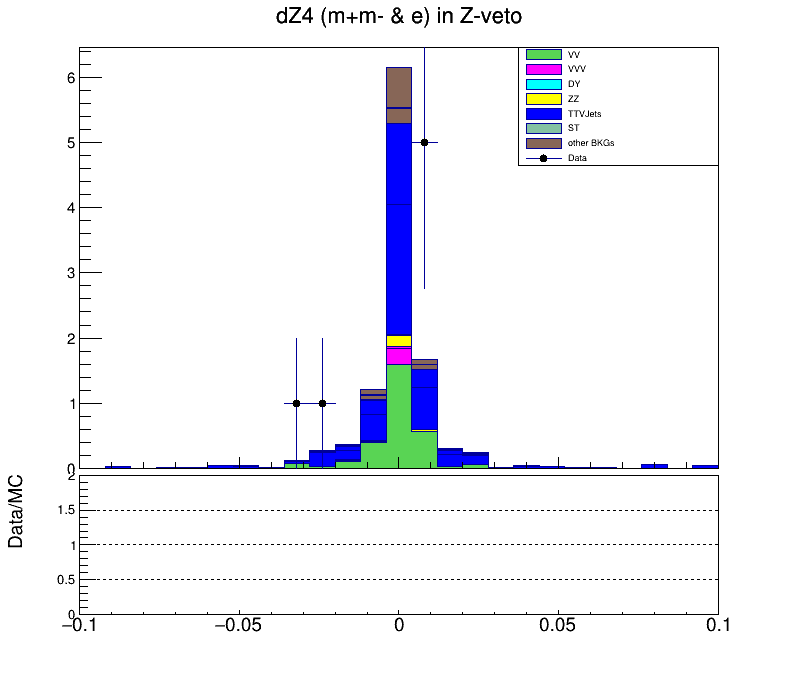 dZ4 (m+m- & e) in Z-veto
VV
VVV
DY
ZZ
TTVJets
ST
other BKGs
Data
6
5
4
3
2
1
0
Data/MC
2
1.5
1
0.5
0
−0.1
−0.05
0
0.05
0.1